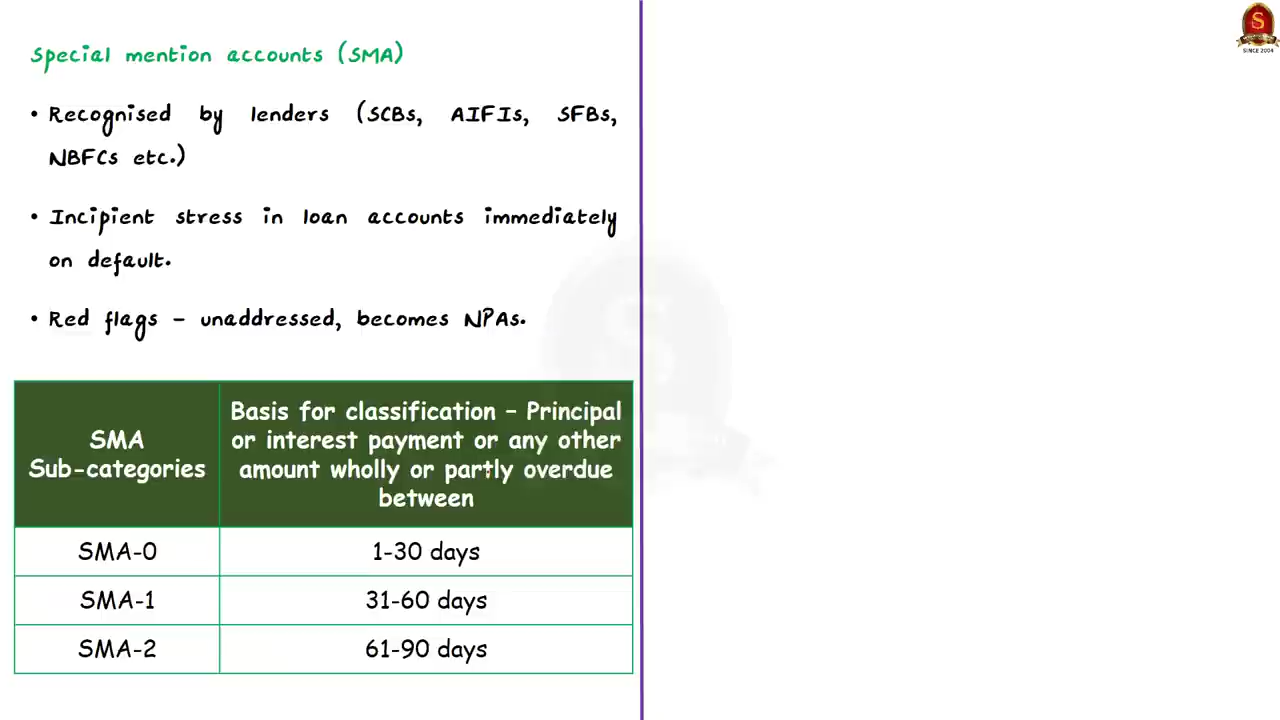 Special mention accounts (SMA)
• Recognised by lenders (SCBs, AIFIs, SFBs,
NBFCs etc.)
• Incipient stress in loan accounts immediately
on default.
• Red flags – unaddressed, becomes NPAs.
SMA
Sub-categories
Basis for classification – Principal
or interest payment or any other
amount wholly or partly overdue
between
SMA-0
1-30 days
SMA-1
31-60 days
SMA-2
61-90 days
S
SINCE 2004